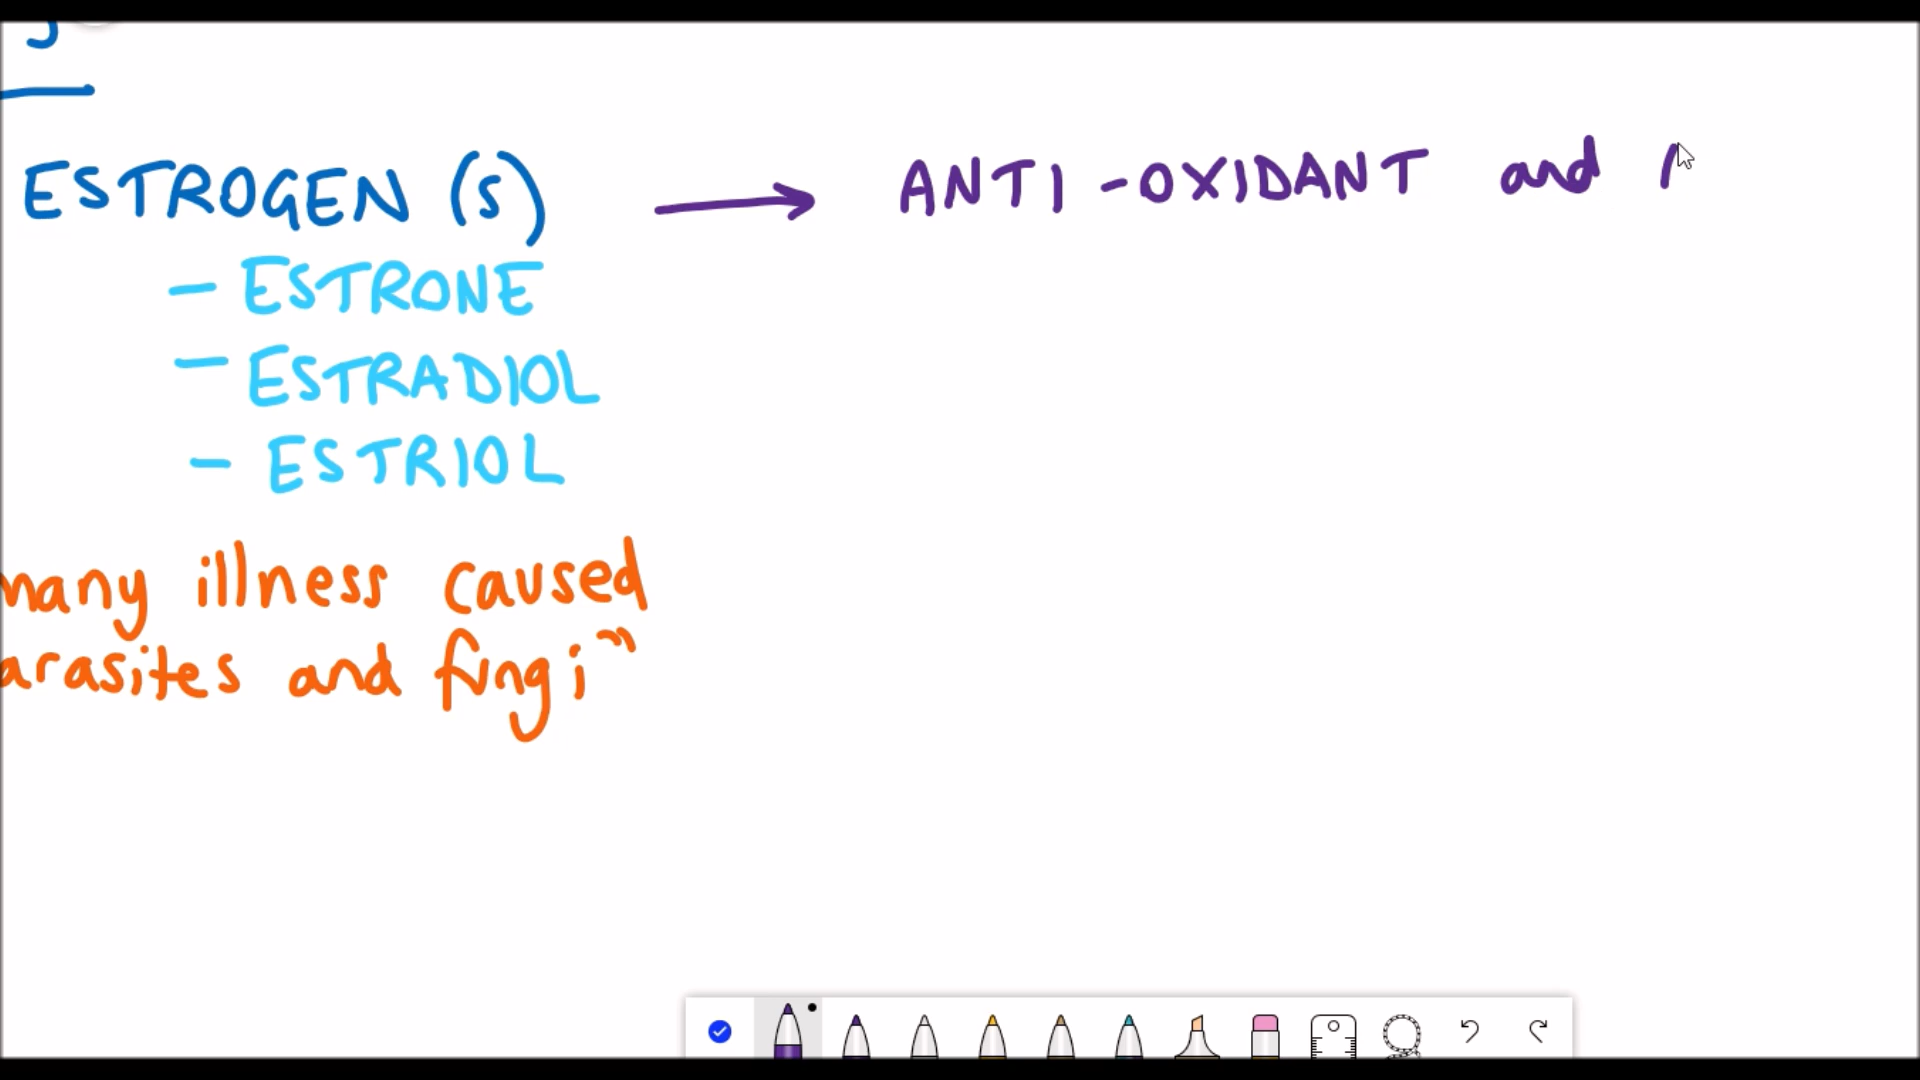 ESTROGEN (S) → ANTI-OXIDANT and
- ESTRONE
- ESTRADIOL
- ESTRIOL
many illness caused
arasites and fungi"